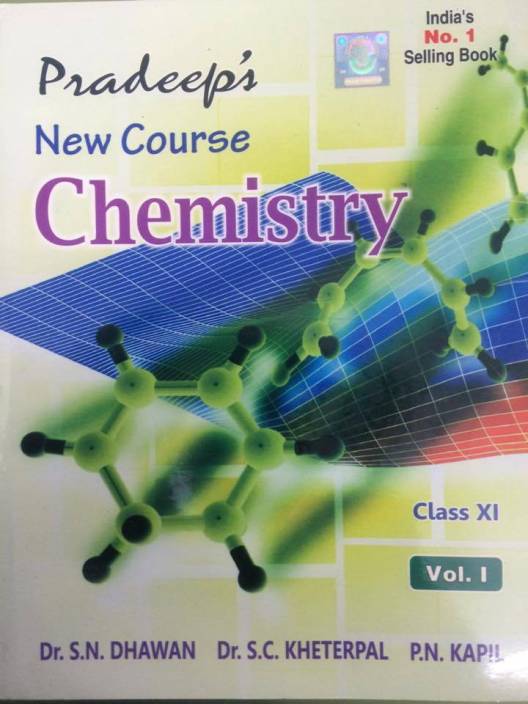 India's
No. 1
Selling Book
Pradeep's
New Course
Chemistry
Class XI
Vol. I
Dr. S.N. DHAWAN Dr. S.C. KHETERPAL P.N. KAPIL